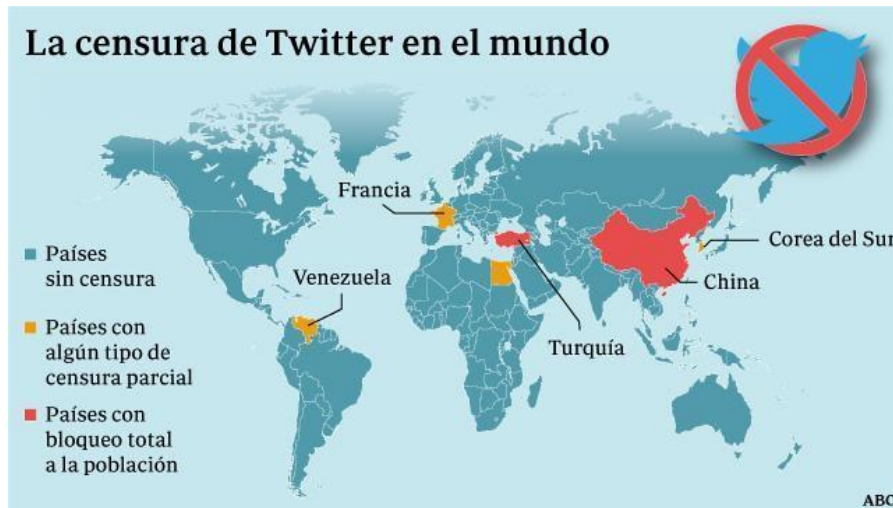 La censura de Twitter en el mundo
Francia
Corea del Sur
Países
sin censura
Venezuela
China
Países con
algún tipo de
censura parcial
Turquía
Países con
bloqueo total
a la población
ABC